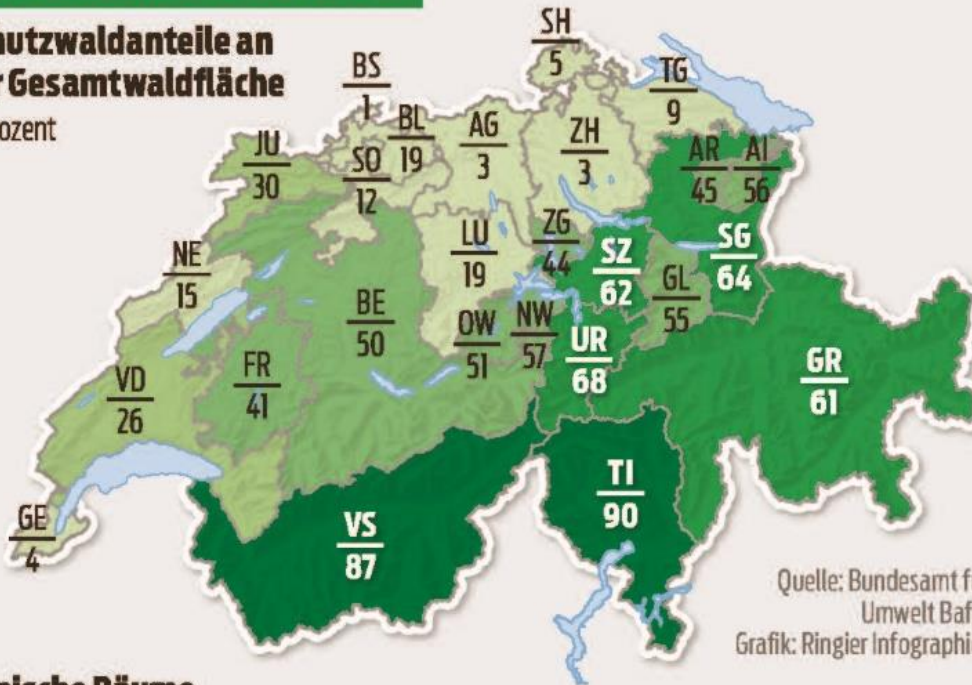 hutzwaldanteile an
r Gesamtwaldfläche
ozent
SH
5
BS
1
TG
9
BL
19
AG
3
ZH
3
JU
30
SO
12
AR
45
AI
56
NE
15
LU
19
ZG
44
SZ
62
SG
64
GL
55
BE
50
OW
51
NW
57
UR
68
VD
26
FR
41
GR
61
GE
4
VS
87
TI
90
Quelle: Bundesamt f
Umwelt Baf
Grafik: Ringier Infographi